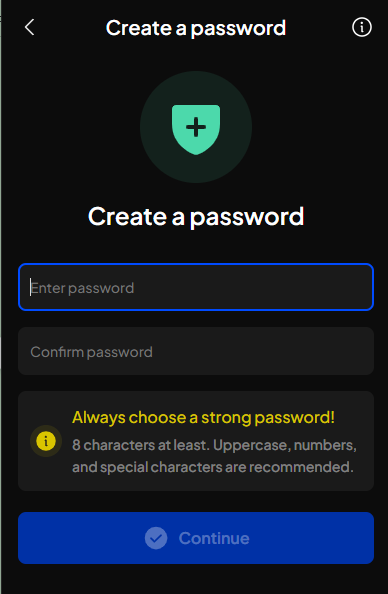 Create a password
Create a password
Enter password
Confirm password
Always choose a strong password!
8 characters at least. Uppercase, numbers,
and special characters are recommended.
Continue